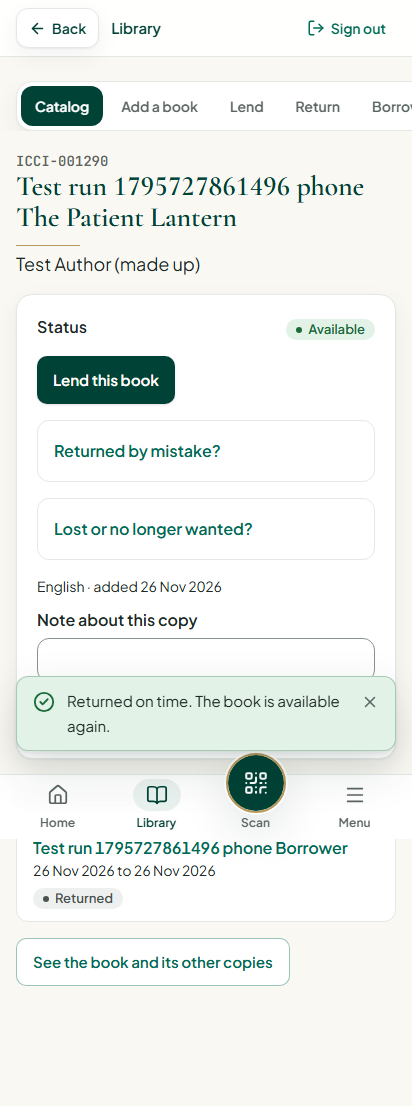 Back
Library
Sign out
Catalog
Add a book
Lend
Return
Borro
ICCI-001290
Test run 1795727861496 phone
The Patient Lantern
Test Author (made up)
Status
Available
Lend this book
Returned by mistake?
Lost or no longer wanted?
English · added 26 Nov 2026
Note about this copy
Returned on time. The book is available
again.
Home
Library
Scan
Menu
Test run 1795727861496 phone Borrower
26 Nov 2026 to 26 Nov 2026
Returned
See the book and its other copies